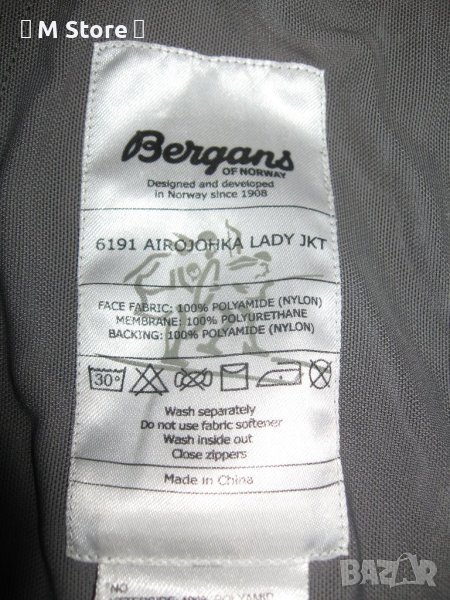 M Store
Bergans
OF NORWAY
Designed and developed
in Norway since 1908
6191 AIROJOHKA LADY JKT
FACE FABRIC: 100% POLYAMIDE (NYLON)
MEMBRANE: 100% POLYURETHANE
BACKING: 100% POLYAMIDE (NYLON)
30°
Wash separately
Do not use fabric softener
Wash inside out
Close zippers
Made in China
NO
BAZAR